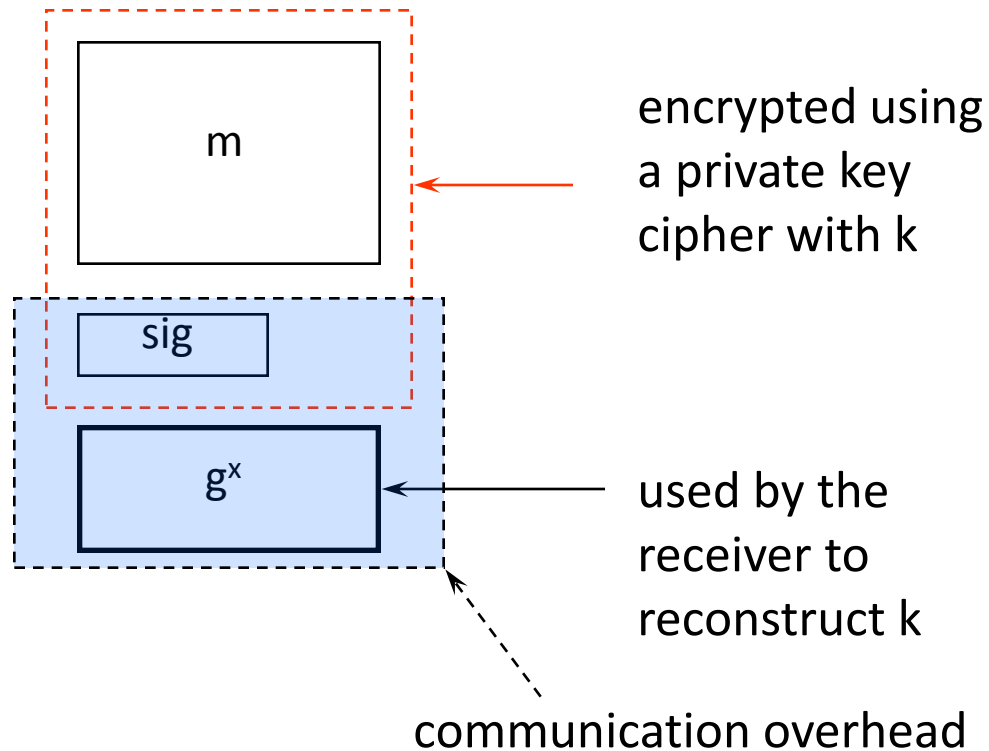 m
encrypted using
a private key
cipher with k
sig
gˣ
used by the
receiver to
reconstruct k
communication overhead